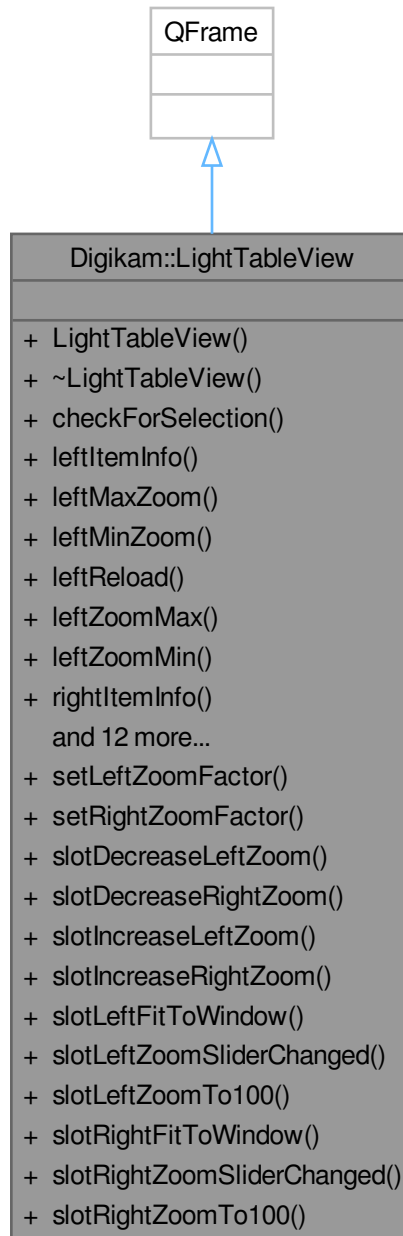 QFrame
Digikam::LightTableView
+ LightTableView()
+ ~LightTableView()
+ checkForSelection()
+ leftItemInfo()
+ leftMaxZoom()
+ leftMinZoom()
+ leftReload()
+ leftZoomMax()
+ leftZoomMin()
+ rightItemInfo()
and 12 more...
+ setLeftZoomFactor()
+ setRightZoomFactor()
+ slotDecreaseLeftZoom()
+ slotDecreaseRightZoom()
+ slotIncreaseLeftZoom()
+ slotIncreaseRightZoom()
+ slotLeftFitToWindow()
+ slotLeftZoomSliderChanged()
+ slotLeftZoomTo100()
+ slotRightFitToWindow()
+ slotRightZoomSliderChanged()
+ slotRightZoomTo100()